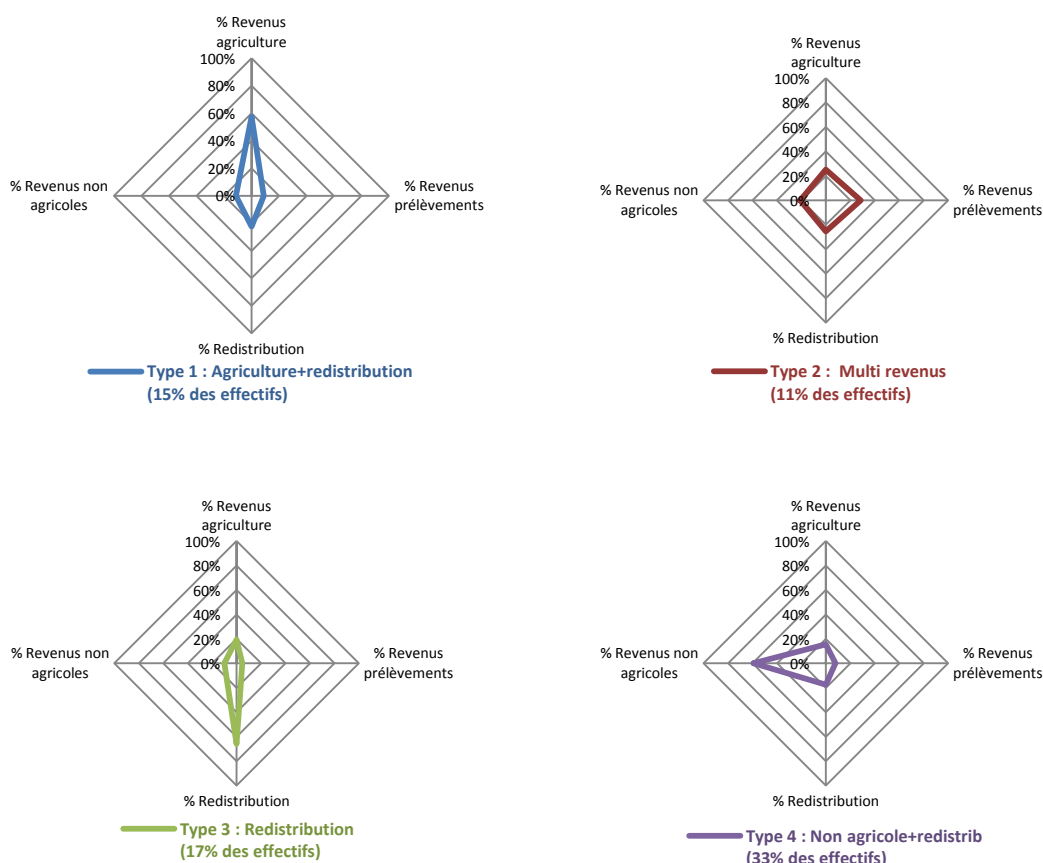 % Revenus
agriculture
100%
80%
60%
40%
20%
0%
% Revenus non
agricoles
% Revenus
prélèvements
% Redistribution
Type 1 : Agriculture+redistribution
(15% des effectifs)
% Revenus
agriculture
100%
80%
60%
40%
20%
0%
% Revenus non
agricoles
% Revenus
prélèvements
% Redistribution
Type 2 : Multi revenus
(11% des effectifs)
% Revenus
agriculture
100%
80%
60%
40%
20%
0%
% Revenus non
agricoles
% Revenus
prélèvements
% Redistribution
Type 3 : Redistribution
(17% des effectifs)
% Revenus
agriculture
100%
80%
60%
40%
20%
0%
% Revenus non
agricoles
% Revenus
prélèvements
% Redistribution
Type 4 : Non agricole+redistrib
(33% des effectifs)